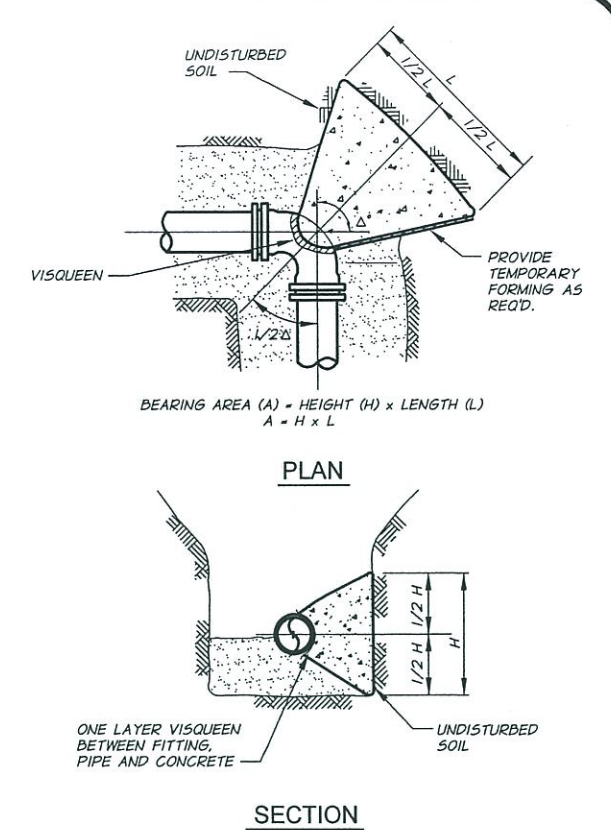 UNDISTURBED
SOIL
L
1/2 L
1/2 L
Δ
VISQUEEN
PROVIDE
TEMPORARY
FORMING AS
REQ'D.
1/2Δ
BEARING AREA (A) = HEIGHT (H) x LENGTH (L)
A = H x L
PLAN
1/2 H
H
1/2 H
ONE LAYER VISQUEEN
BETWEEN FITTING,
PIPE AND CONCRETE
UNDISTURBED
SOIL
SECTION